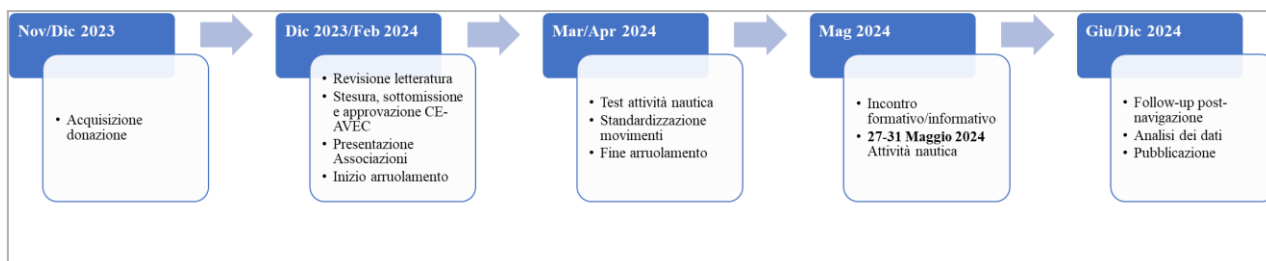 Nov/Dic 2023
• Acquisizione
donazione
Dic 2023/Feb 2024
• Revisione letteratura
• Stesura, sottomissione
e approvazione CE-
AVEC
• Presentazione
Associazioni
• Inizio arruolamento
Mar/Apr 2024
• Test attività nautica
• Standardizzazione
movimenti
• Fine arruolamento
Mag 2024
• Incontro
formativo/informativo
• 27-31 Maggio 2024
Attività nautica
Giu/Dic 2024
• Follow-up post-
navigazione
• Analisi dei dati
• Pubblicazione